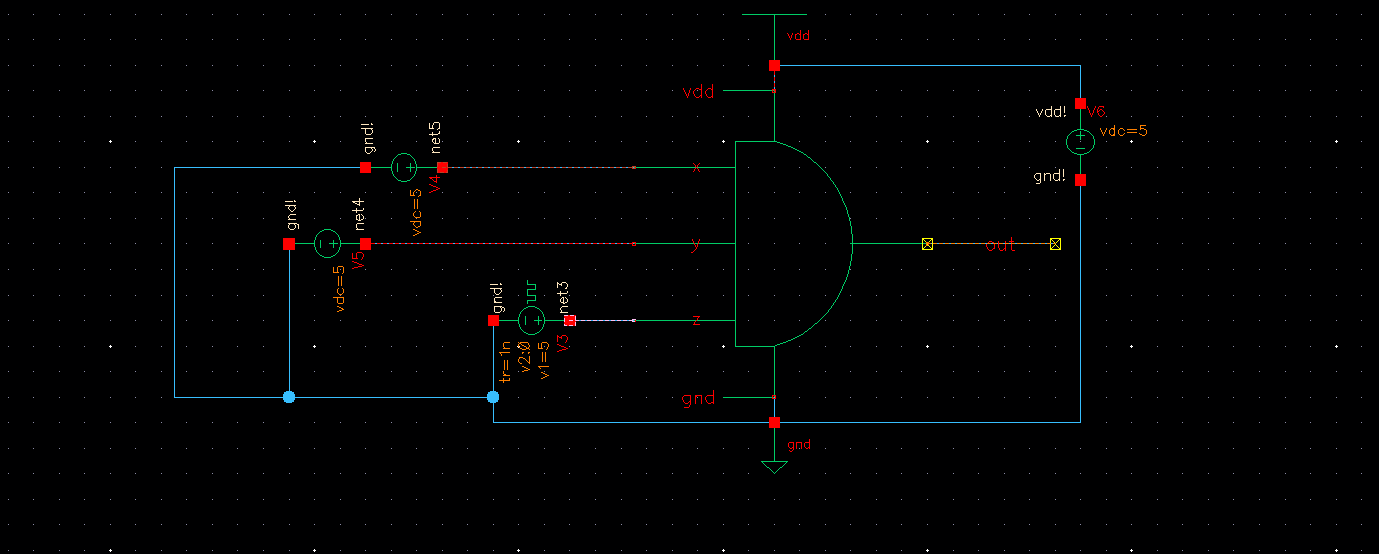 vdd
vdd
vdd!
V6
vdc=5
gnd!
gnd!
net5
V4
vdc=5
x
gnd!
net4
V5
vdc=5
y
out
gnd!
net3
V3
tr=1n
v2:0
v1=5
z
gnd
gnd